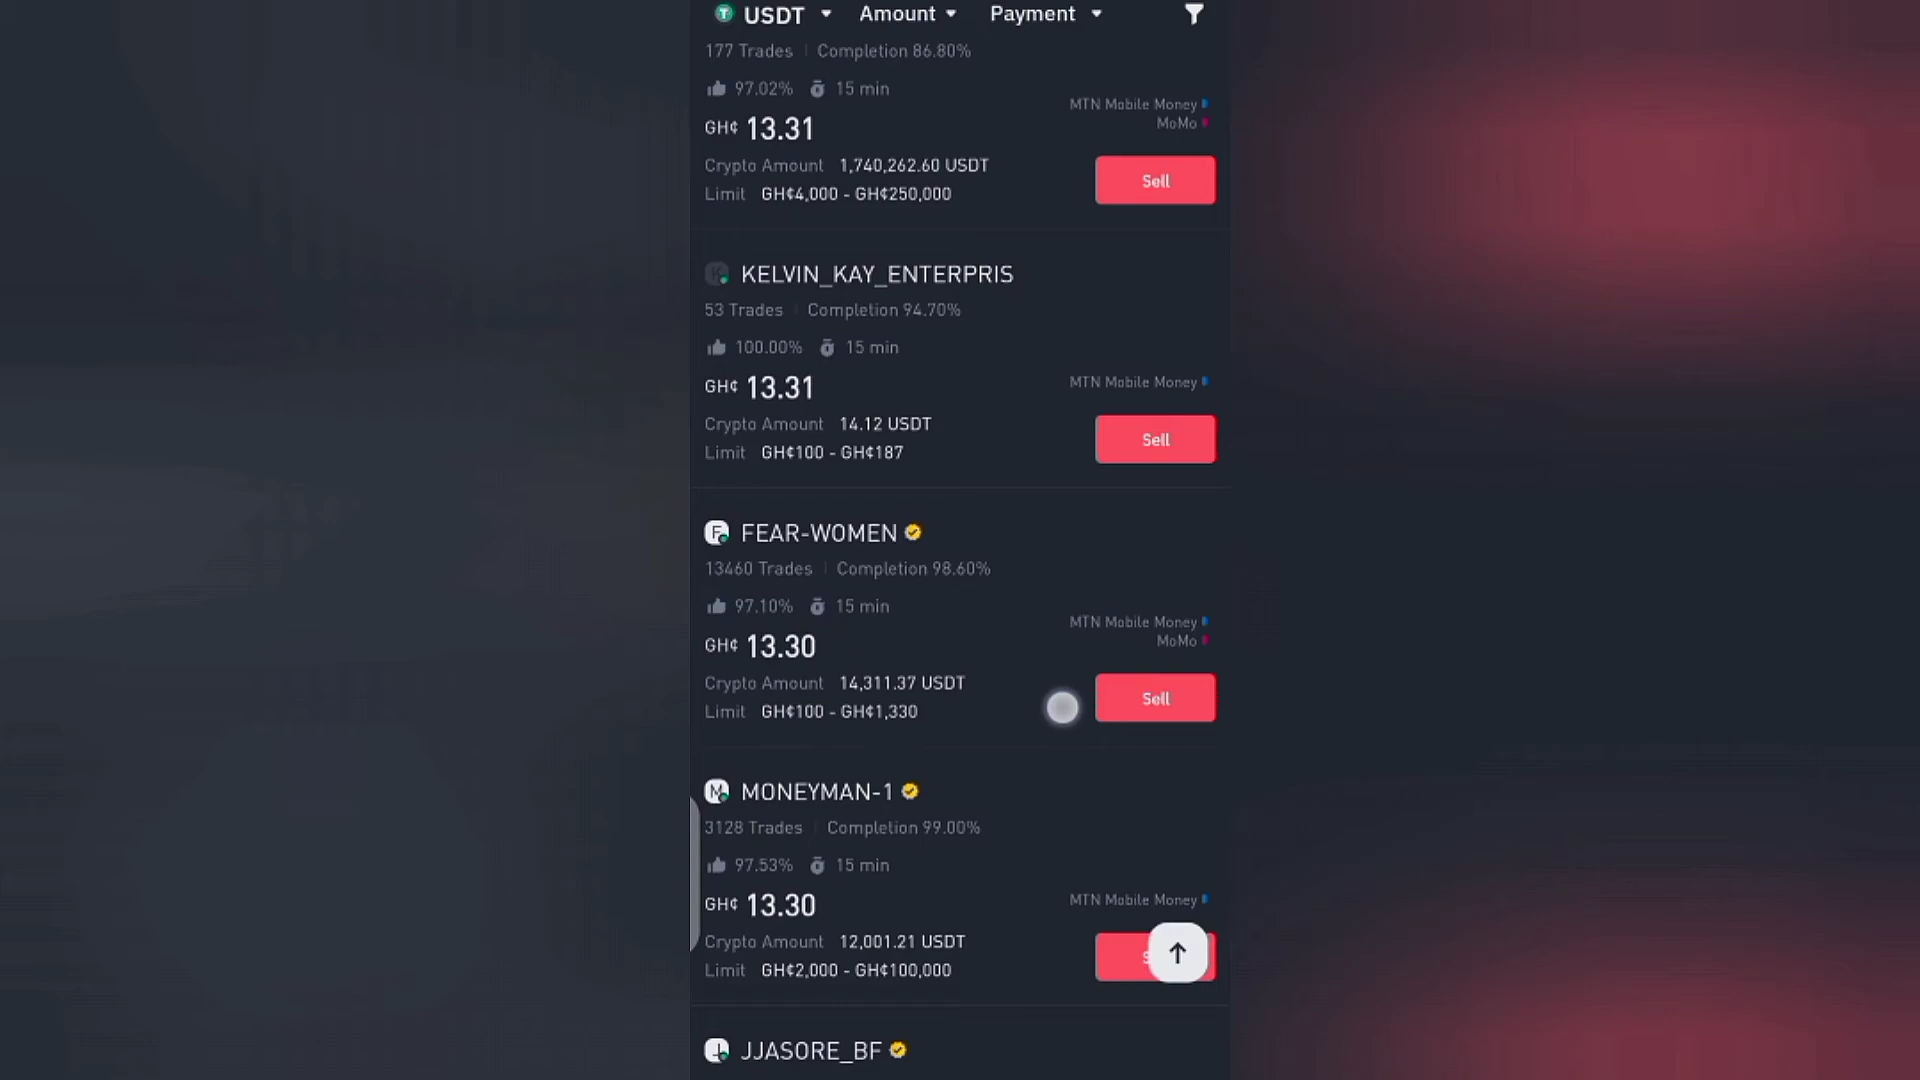 USDT Amount Payment
177 Trades Completion 86.80%
97.02% 15 min
MTN Mobile Money
MoMo
GH¢ 13.31
Crypto Amount 1,740,262.60 USDT
Limit GH¢4,000 - GH¢250,000
Sell
KELVIN_KAY_ENTERPRIS
53 Trades Completion 94.70%
100.00% 15 min
GH¢ 13.31
MTN Mobile Money
Crypto Amount 14.12 USDT
Limit GH¢100 - GH¢187
Sell
F FEAR-WOMEN
13460 Trades Completion 98.60%
97.10% 15 min
MTN Mobile Money
MoMo
GH¢ 13.30
Crypto Amount 14,311.37 USDT
Limit GH¢100 - GH¢1,330
Sell
M MONEYMAN-1
3128 Trades Completion 99.00%
97.53% 15 min
GH¢ 13.30
MTN Mobile Money
Crypto Amount 12,001.21 USDT
Limit GH¢2,000 - GH¢100,000
J JJASORE_BF